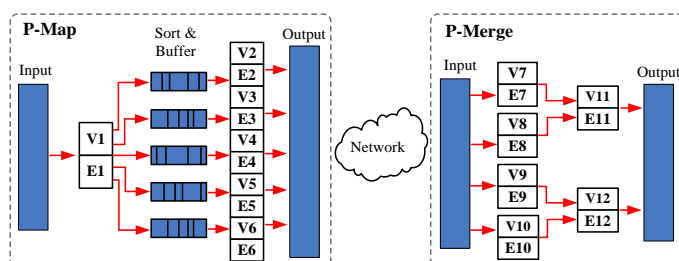 P-Map
Sort &
Buffer
Input
Output
V1
E1
V2
E2
V3
E3
V4
E4
V5
E5
V6
E6
Network
P-Merge
Input
Output
V7
E7
V8
E8
V9
E9
V10
E10
V11
E11
V12
E12